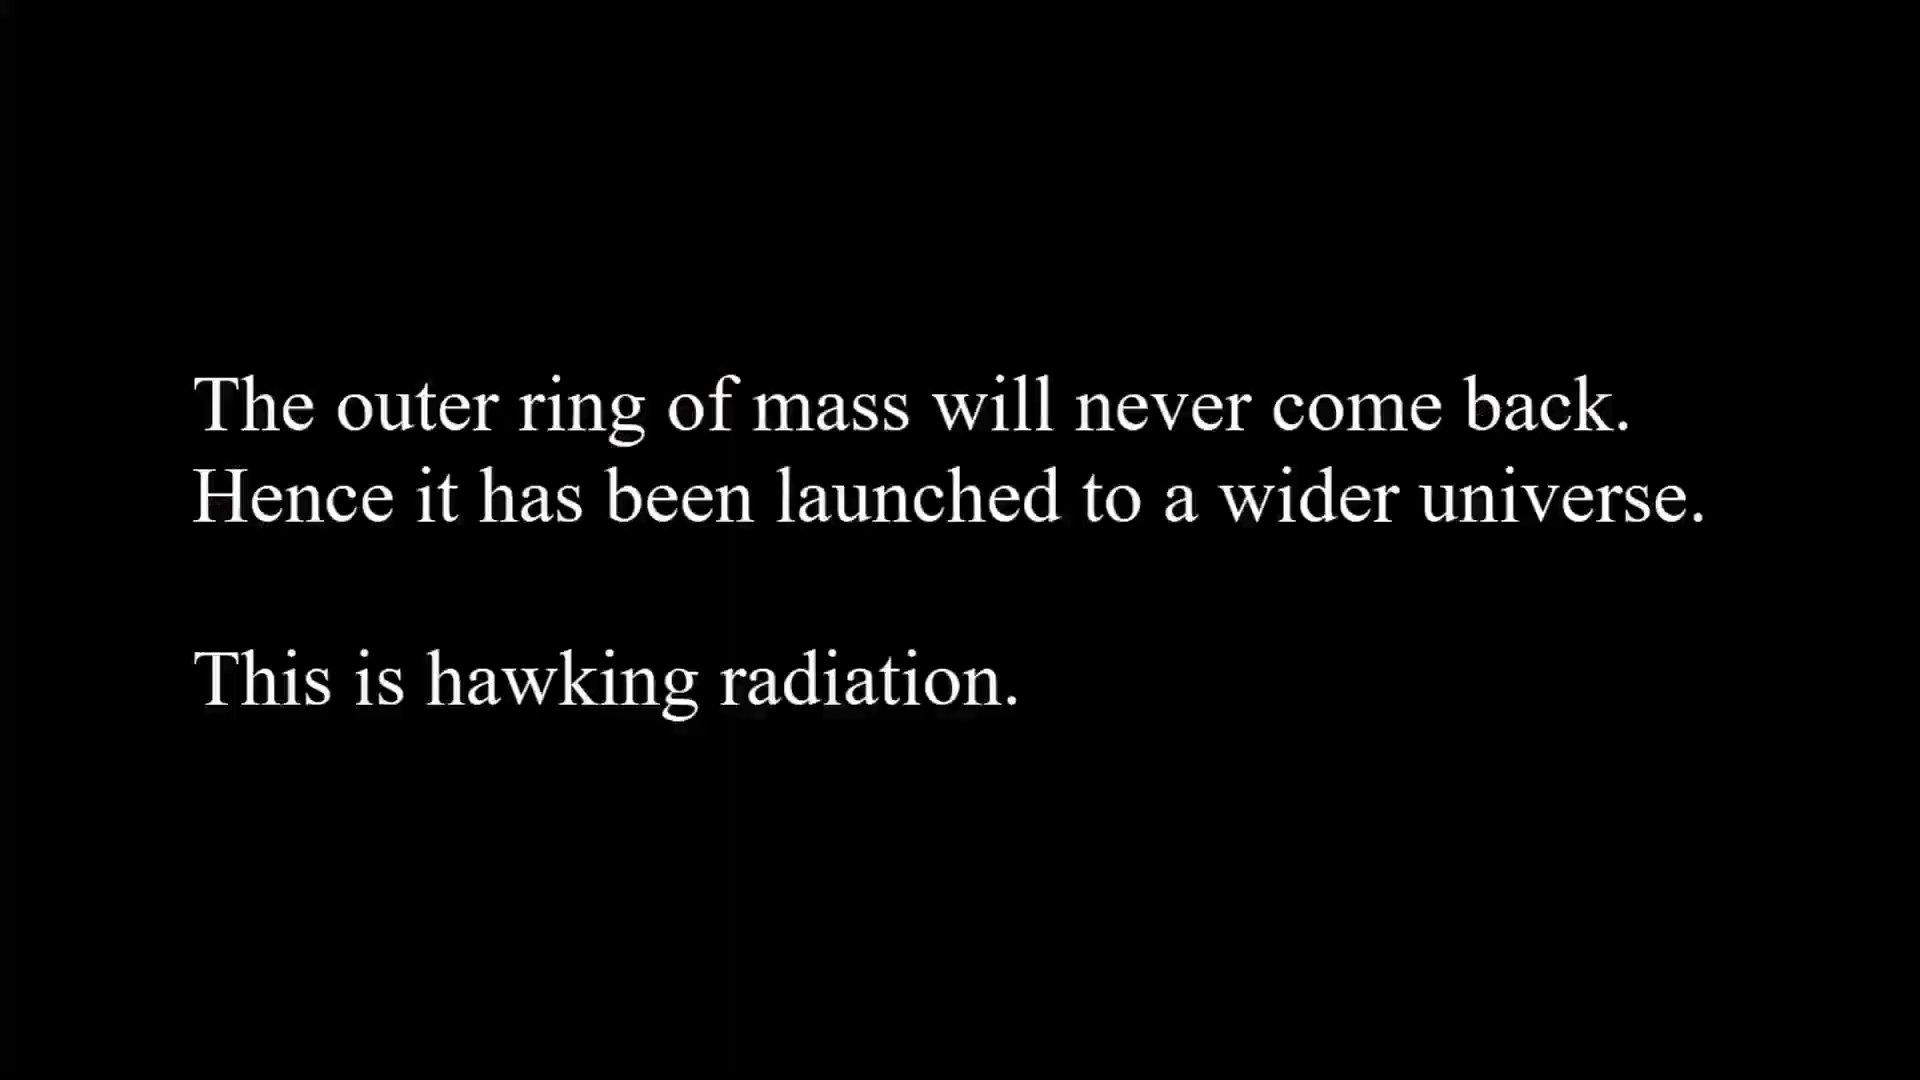 The outer ring of mass will never come back.
Hence it has been launched to a wider universe.
This is hawking radiation.